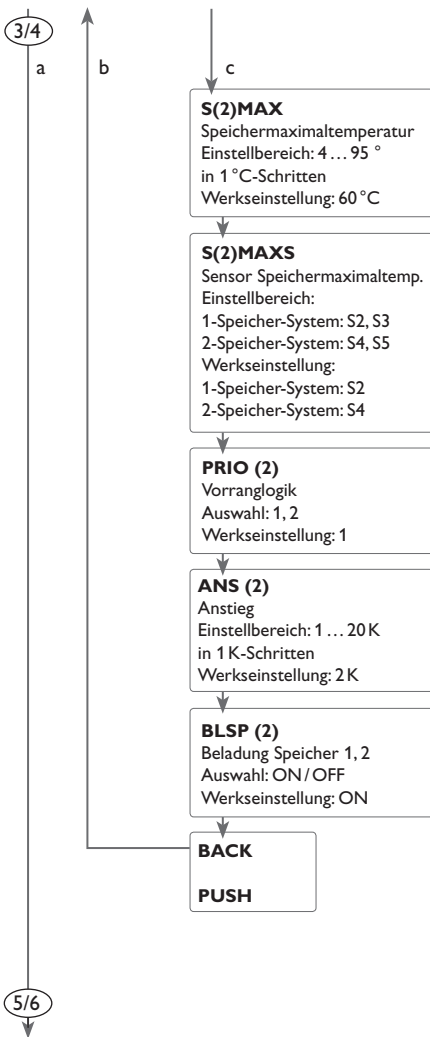 3/4
a b c
S(2)MAX
Speichermaximaltemperatur
Einstellbereich: 4 … 95 °
in 1 °C-Schritten
Werkseinstellung: 60 °C
S(2)MAXS
Sensor Speichermaximaltemp.
Einstellbereich:
1-Speicher-System: S2, S3
2-Speicher-System: S4, S5
Werkseinstellung:
1-Speicher-System: S2
2-Speicher-System: S4
PRIO (2)
Vorranglogik
Auswahl: 1, 2
Werkseinstellung: 1
ANS (2)
Anstieg
Einstellbereich: 1 … 20 K
in 1 K-Schritten
Werkseinstellung: 2 K
BLSP (2)
Beladung Speicher 1, 2
Auswahl: ON / OFF
Werkseinstellung: ON
BACK
PUSH
5/6